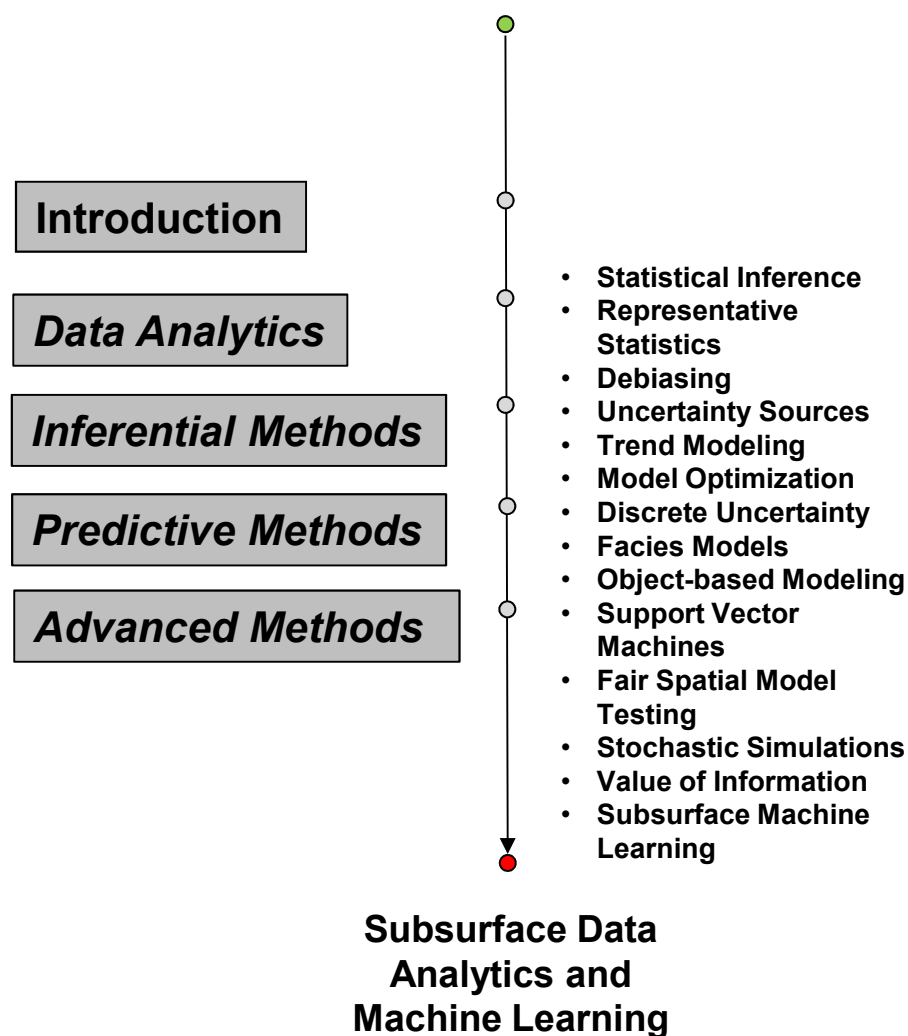 Introduction
Data Analytics
Inferential Methods
Predictive Methods
Advanced Methods
• Statistical Inference
• Representative
Statistics
• Debiasing
• Uncertainty Sources
• Trend Modeling
• Model Optimization
• Discrete Uncertainty
• Facies Models
• Object-based Modeling
• Support Vector
Machines
• Fair Spatial Model
Testing
• Stochastic Simulations
• Value of Information
• Subsurface Machine
Learning
Subsurface Data
Analytics and
Machine Learning